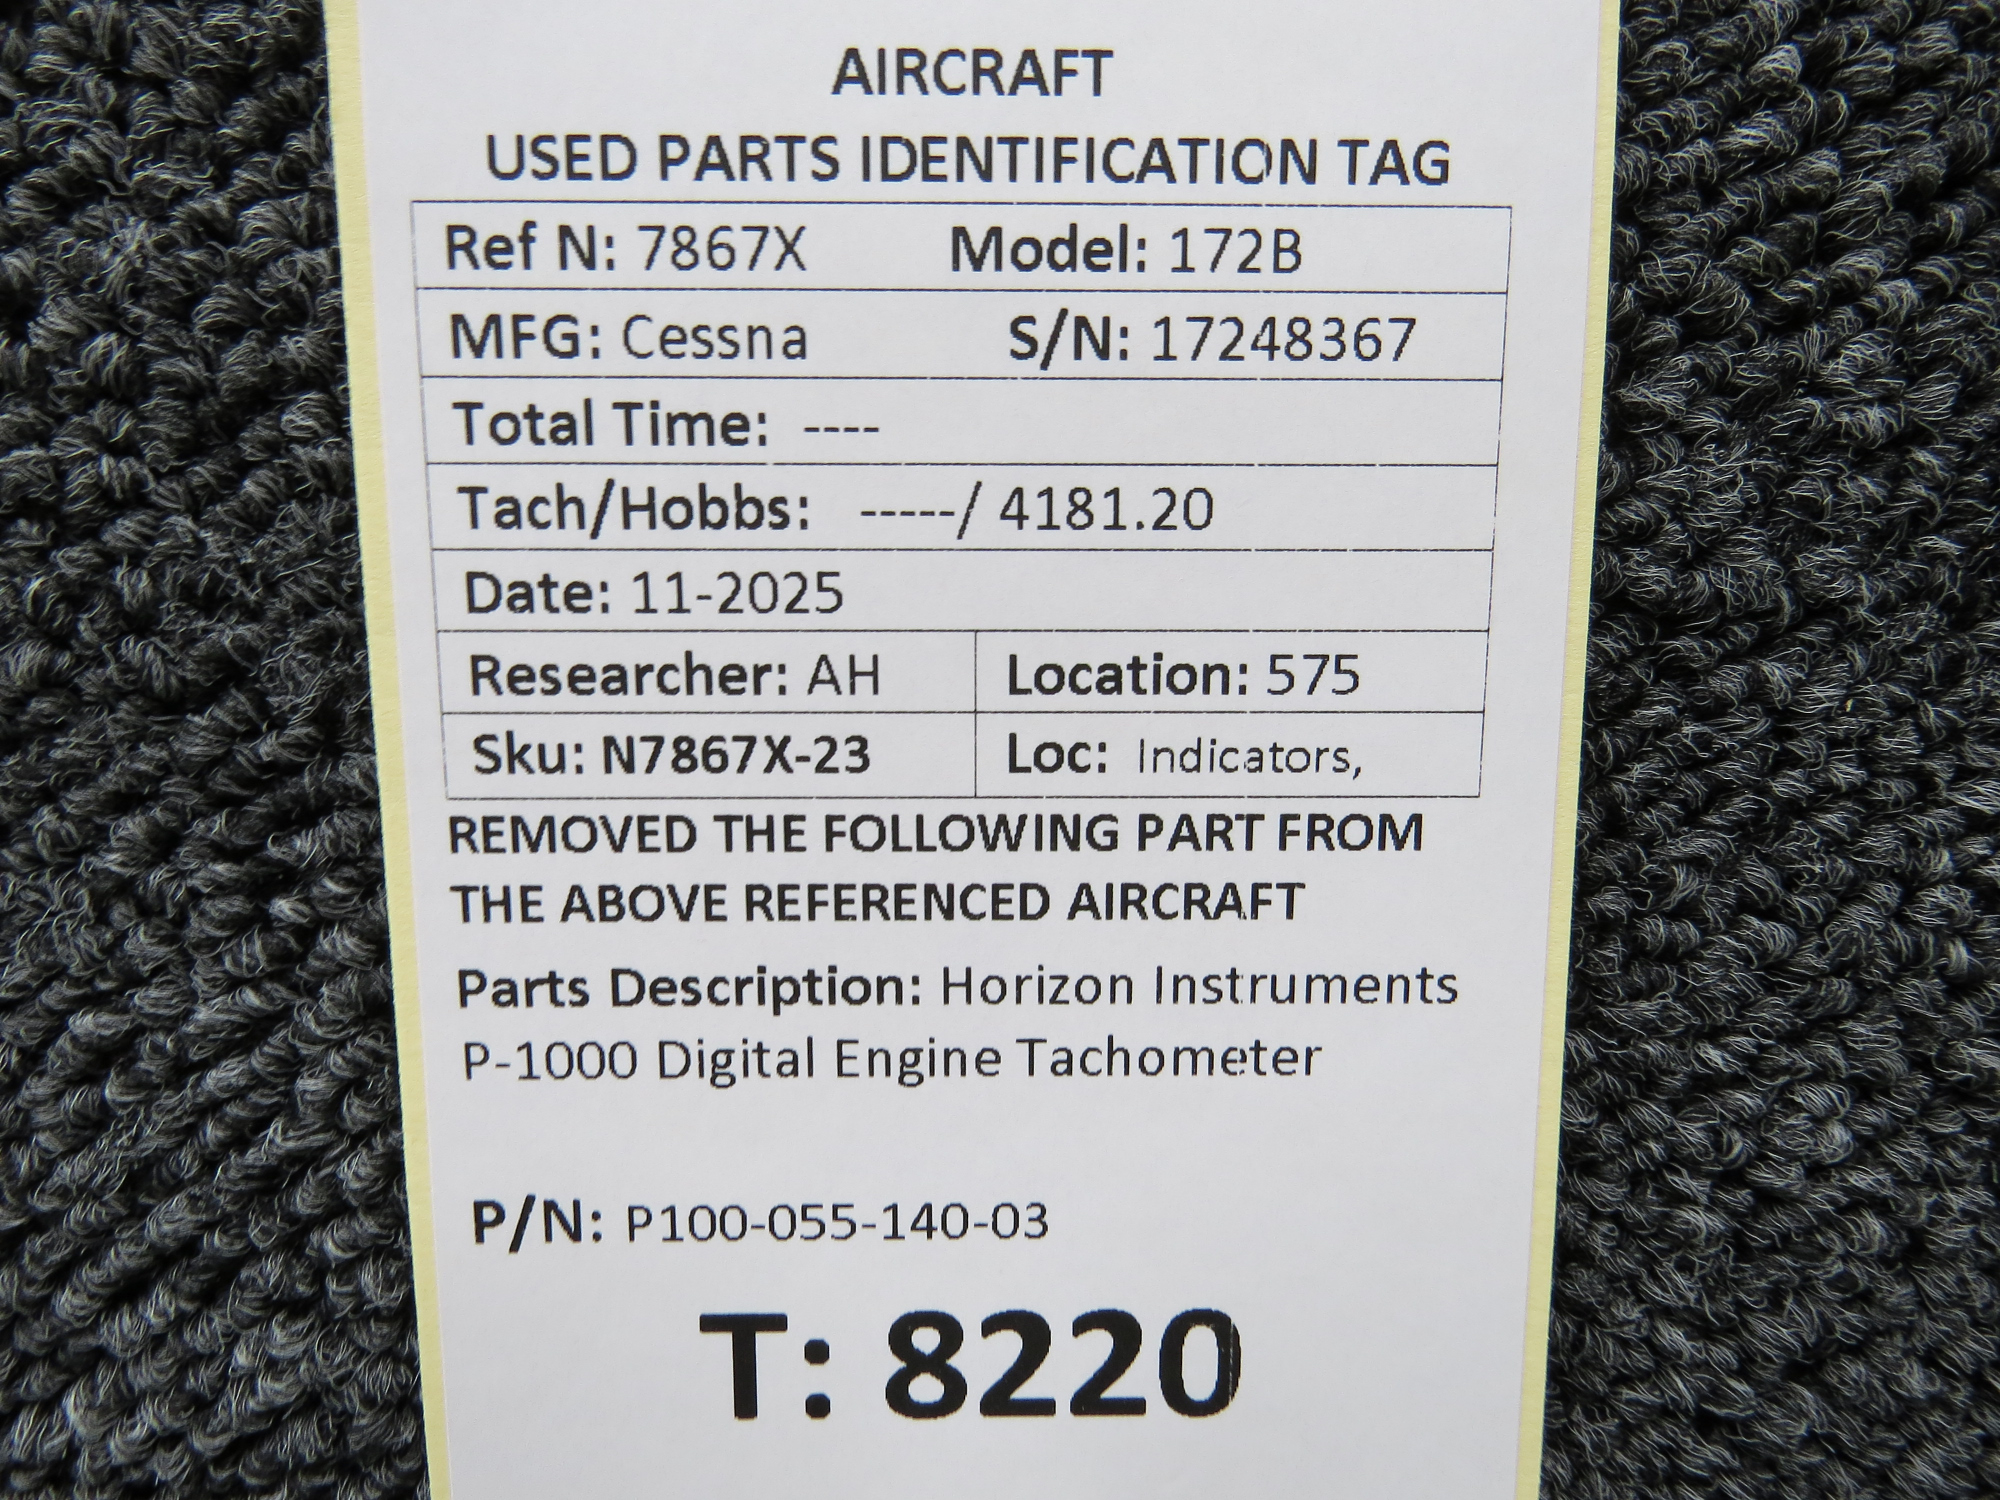 AIRCRAFT
USED PARTS IDENTIFICATION TAG
Ref N: 7867X Model: 172B
MFG: Cessna S/N: 17248367
Total Time: ----
Tach/Hobbs: -----/ 4181.20
Date: 11-2025
Researcher: AH Location: 575
Sku: N7867X-23 Loc: Indicators,
REMOVED THE FOLLOWING PART FROM
THE ABOVE REFERENCED AIRCRAFT
Parts Description: Horizon Instruments
P-1000 Digital Engine Tachometer
P/N: P100-055-140-03
T: 8220